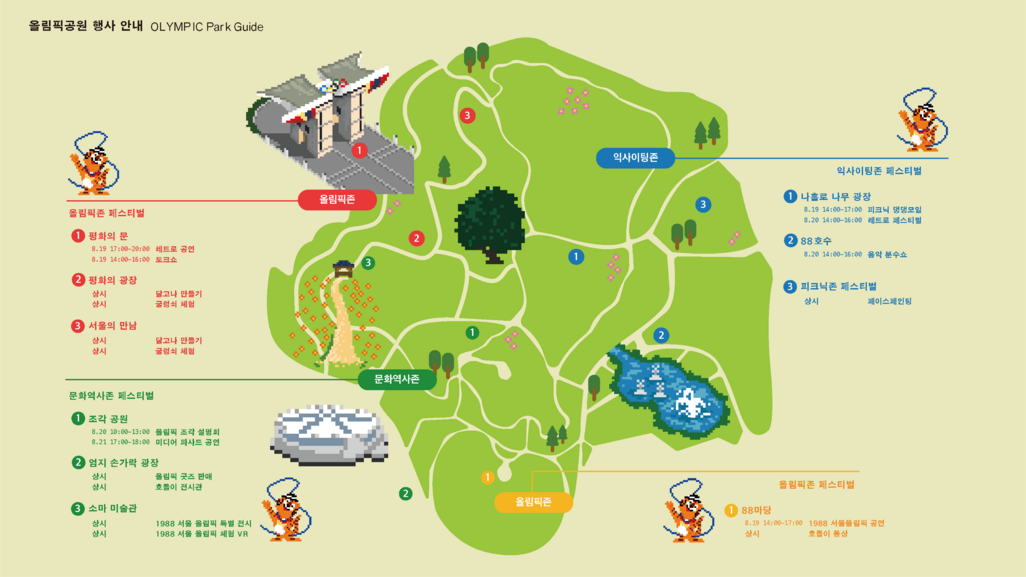 올림픽공원 행사 안내 OLYMPIC Park Guide
올림픽존
올림픽존 페스티벌
1 평화의 문
8.19 17:00-20:00 레트로 공연
8.19 14:00-16:00 토크쇼
2 평화의 광장
상시 달고나 만들기
상시 굴렁쇠 체험
3 서울의 만남
상시 달고나 만들기
상시 굴렁쇠 체험
문화역사존
문화역사존 페스티벌
1 조각 공원
8.20 10:00-13:00 올림픽 조각 설명회
8.21 17:00-18:00 미디어 파사드 공연
2 엄지 손가락 광장
상시 올림픽 굿즈 판매
상시 호돌이 전시관
3 소마 미술관
상시 1988 서울 올림픽 특별 전시
상시 1988 서울 올림픽 체험 VR
익사이팅존
익사이팅존 페스티벌
1 나홀로 나무 광장
8.19 14:00-17:00 피크닉 댕댕모임
8.20 14:00-16:00 레트로 페스티벌
2 88호수
8.20 14:00-16:00 음악 분수쇼
3 피크닉존 페스티벌
상시 페이스페인팅
올림픽존
올림픽존 페스티벌
1 88마당
8.19 14:00-17:00 1988 서울올림픽 공연
상시 호돌이 동상
1
3
2
3
1
1
3
2
1
2